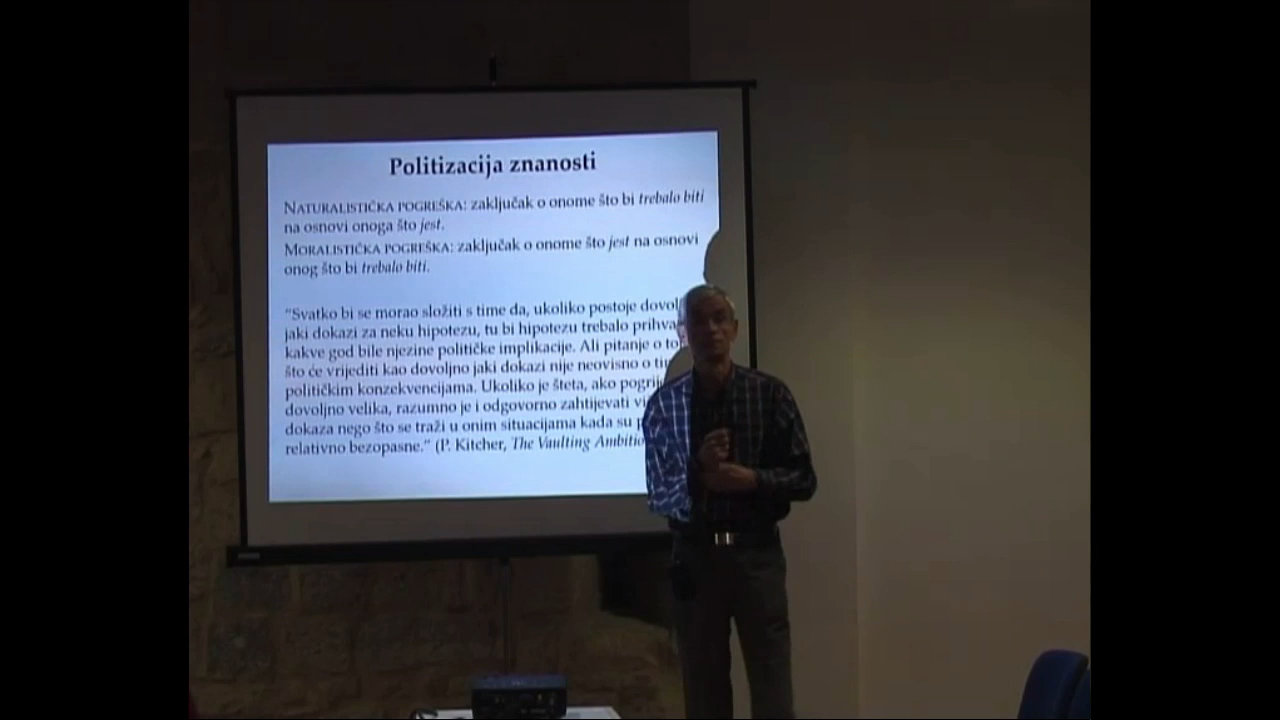 Politizacija znanosti
NATURALISTIČKA POGREŠKA: zaključak o onome što bi trebalo biti
na osnovi onoga što jest.
MORALISTIČKA POGREŠKA: zaključak o onome što jest na osnovi
onog što bi trebalo biti.
“Svatko bi se morao složiti s time da, ukoliko postoje
jaki dokazi za neku hipotezu, tu bi hipotezu trebalo
kakve god bile njezine političke implikacije. Ali pitanje o
što će vrijediti kao dovoljno jaki dokazi nije neovisno o
političkim konzekvencijama. Ukoliko je šteta, ako
dovoljno velika, razumno je i odgovorno zahtijevati
dokaza nego što se traži u onim situacijama kada su
relativno bezopasne.” (P. Kitcher, The Vaulting